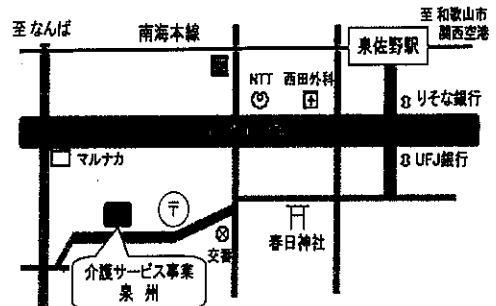 至 なんば
南海本線
至 和歌山市
関西空港
泉佐野駅
NTT
西田外科
りそな銀行
マルナカ
UFJ銀行
〒
交番
春日神社
介護サービス事業
泉 州